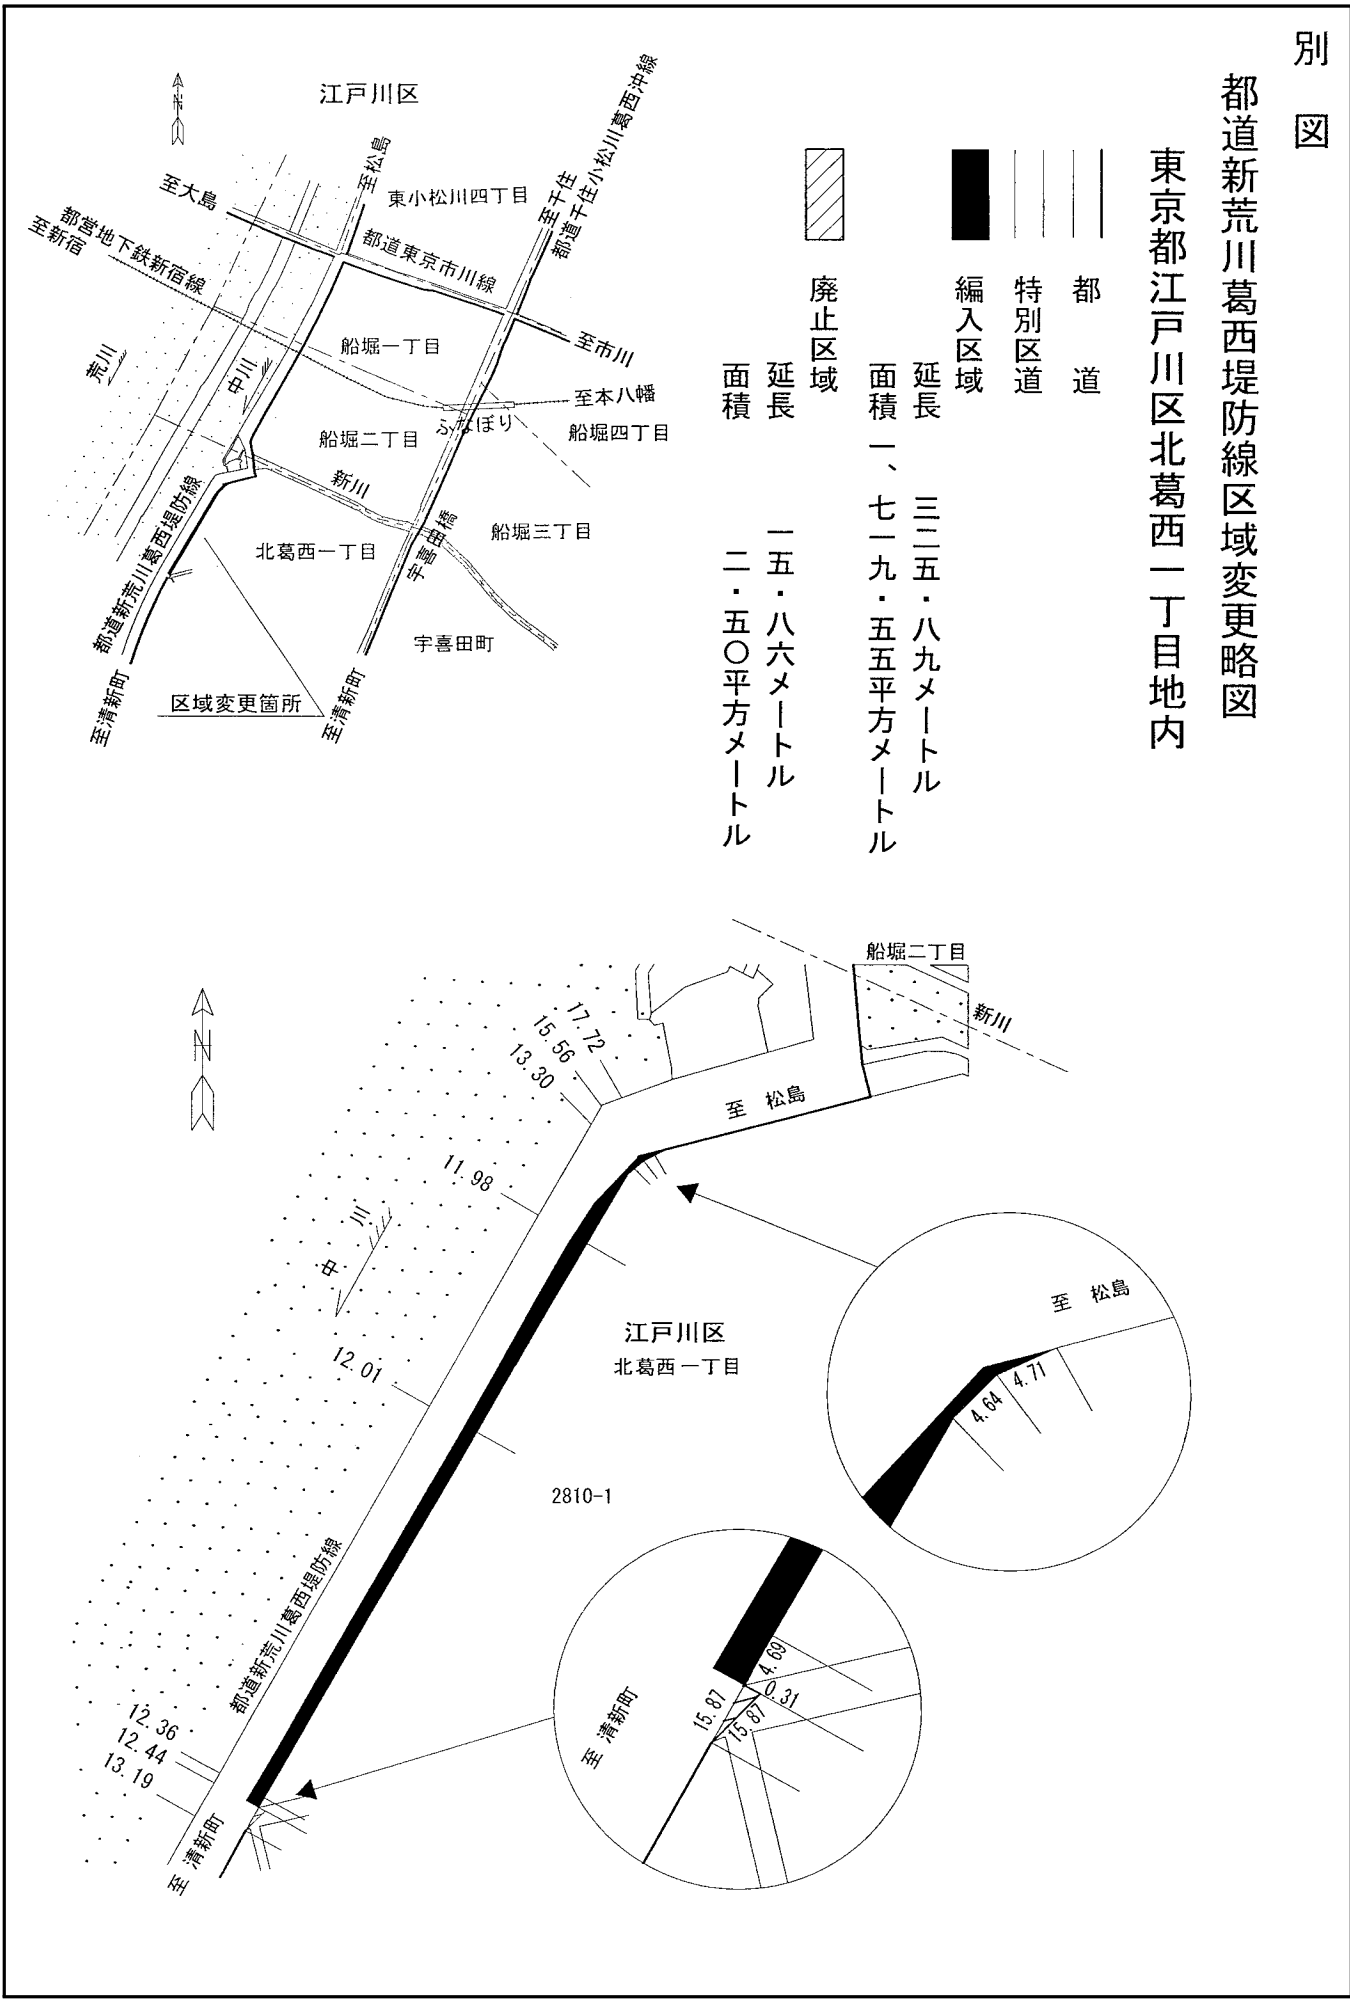 別図
都道新荒川葛西堤防線区域変更略図
東京都江戸川区北葛西一丁目地内
都道
特別区道
編入区域
延長 三二五・八九メートル
面積 一、七一九・五五平方メートル
廃止区域
延長 一五・八六メートル
面積 二・五〇平方メートル
N
江戸川区
至松島
至大島
東小松川四丁目
至千住
都道千住小松川葛西沖線
都営地下鉄新宿線
至新宿
都道東京市川線
至市川
船堀一丁目
荒川
中川
至本八幡
ふなぼり
船堀二丁目
船堀四丁目
新川
船堀三丁目
北葛西一丁目
宇喜田橋
都道新荒川葛西堤防線
宇喜田町
区域変更箇所
至清新町
至清新町
船堀二丁目
新川
N
17.72
15.56
13.30
至 松島
11.98
中川
12.01
江戸川区
北葛西一丁目
至 松島
4.71
4.64
2810-1
都道新荒川葛西堤防線
4.69
0.31
15.87
15.87
至 清新町
12.36
12.44
13.19
至 清新町